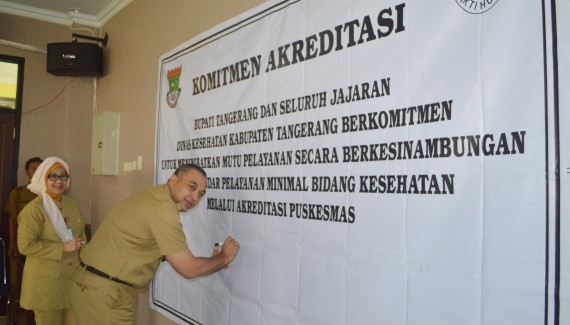 KOMITMEN AKREDITASI
BUPATI TANGERANG DAN SELURUH JAJARAN
DINAS KESEHATAN KABUPATEN TANGERANG BERKOMITMEN
UNTUK MENINGKATKAN MUTU PELAYANAN SECARA BERKESINAMBUNGAN
DAR PELAYANAN MINIMAL BIDANG KESEHATAN
MELALUI AKREDITASI PUSKESMAS